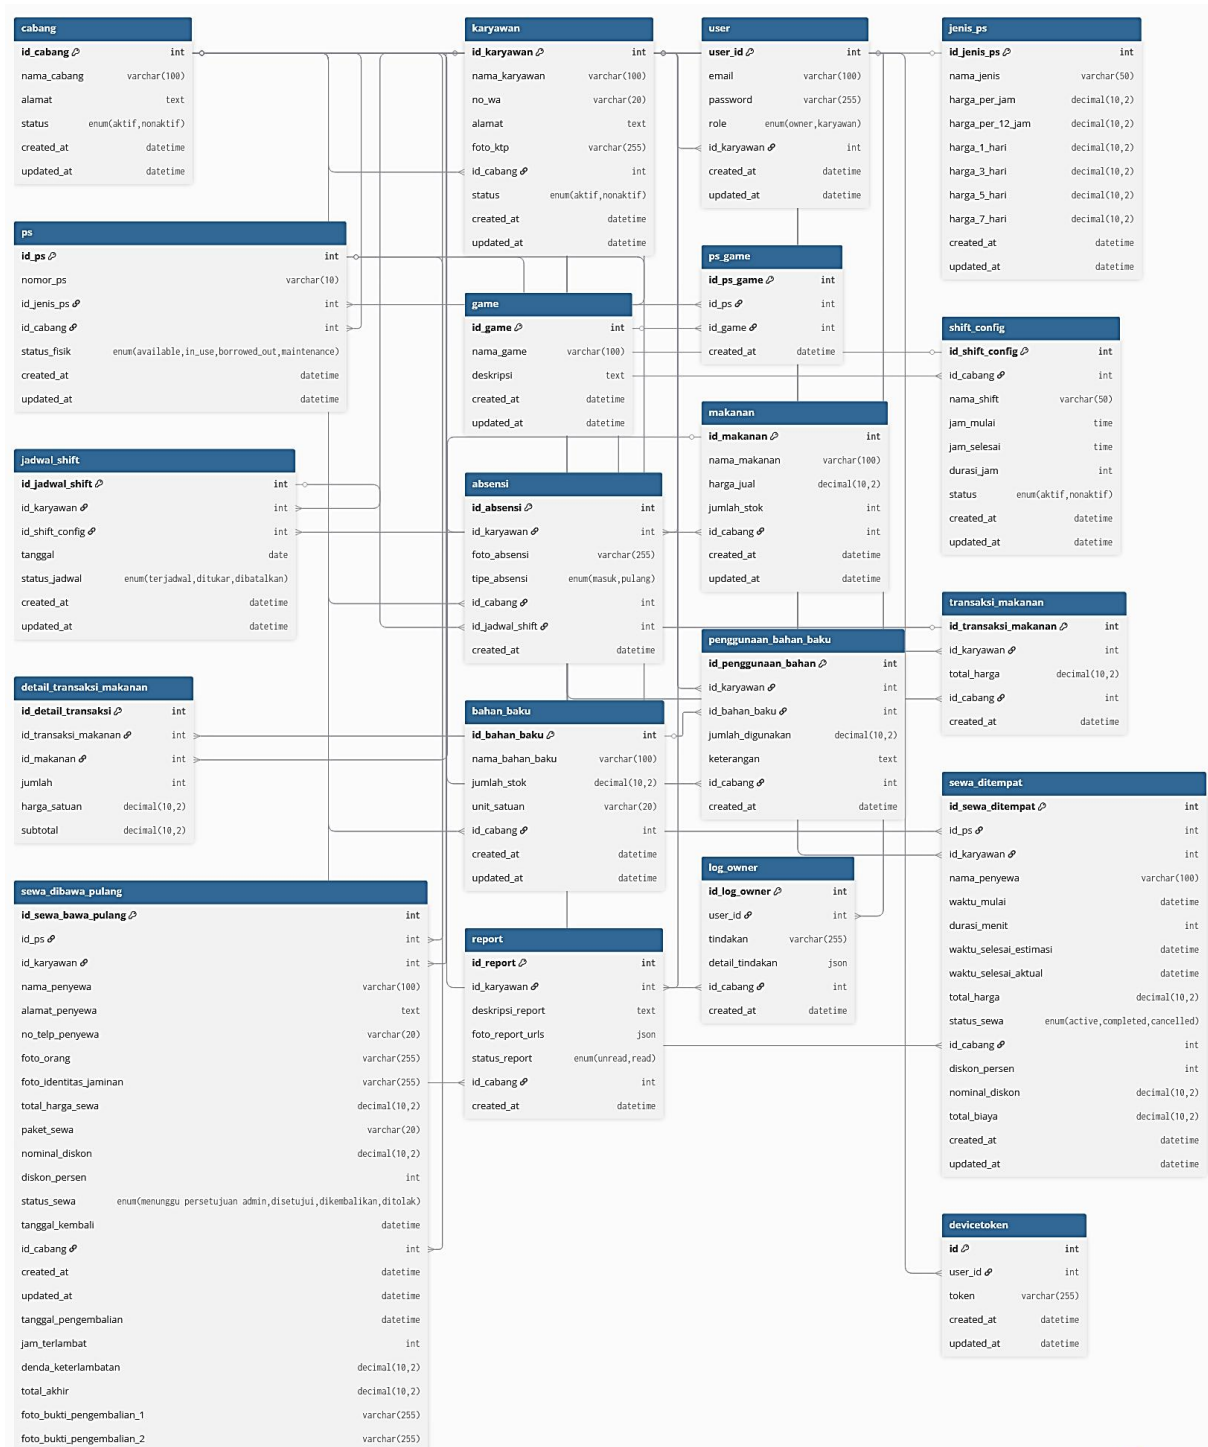 cabang
id_cabang int
nama_cabang varchar(100)
alamat text
status enum(aktif,nonaktif)
created_at datetime
updated_at datetime
ps
id_ps int
nomor_ps varchar(10)
id_jenis_ps int
id_cabang int
status_fisik enum(available,in_use,borrowed_out,maintenance)
created_at datetime
updated_at datetime
jadwal_shift
id_jadwal_shift int
id_karyawan int
id_shift_config int
tanggal date
status_jadwal enum(terjadwal,ditukar,dibatalkan)
created_at datetime
updated_at datetime
detail_transaksi_makanan
id_detail_transaksi int
id_transaksi_makanan int
id_makanan int
jumlah int
harga_satuan decimal(10,2)
subtotal decimal(10,2)
sewa_dibawa_pulang
id_sewa_bawa_pulang int
id_ps int
id_karyawan int
nama_penyewa varchar(100)
alamat_penyewa text
no_telp_penyewa varchar(20)
foto_orang varchar(255)
foto_identitas_jaminan varchar(255)
total_harga_sewa decimal(10,2)
paket_sewa varchar(20)
nominal_diskon decimal(10,2)
diskon_persen int
status_sewa enum(menunggu persetujuan admin,disetujui,dikembalikan,ditolak)
tanggal_kembali datetime
id_cabang int
created_at datetime
updated_at datetime
tanggal_pengembalian datetime
jam_terlambat int
denda_keterlambatan decimal(10,2)
total_akhir decimal(10,2)
foto_bukti_pengembalian_1 varchar(255)
foto_bukti_pengembalian_2 varchar(255)
karyawan
id_karyawan int
nama_karyawan varchar(100)
no_wa varchar(20)
alamat text
foto_ktp varchar(255)
id_cabang int
status enum(aktif,nonaktif)
created_at datetime
updated_at datetime
game
id_game int
nama_game varchar(100)
deskripsi text
created_at datetime
updated_at datetime
absensi
id_absensi int
id_karyawan int
foto_absensi varchar(255)
tipe_absensi enum(masuk,pulang)
id_cabang int
id_jadwal_shift int
created_at datetime
bahan_baku
id_bahan_baku int
nama_bahan_baku varchar(100)
jumlah_stok decimal(10,2)
unit_satuan varchar(20)
id_cabang int
created_at datetime
updated_at datetime
report
id_report int
id_karyawan int
deskripsi_report text
foto_report_urls json
status_report enum(unread,read)
id_cabang int
created_at datetime
user
user_id int
email varchar(100)
password varchar(255)
role enum(owner,karyawan)
id_karyawan int
created_at datetime
updated_at datetime
ps_game
id_ps_game int
id_ps int
id_game int
created_at datetime
makanan
id_makanan int
nama_makanan varchar(100)
harga_jual decimal(10,2)
jumlah_stok int
id_cabang int
created_at datetime
updated_at datetime
penggunaan_bahan_baku
id_penggunaan_bahan int
id_karyawan int
id_bahan_baku int
jumlah_digunakan decimal(10,2)
keterangan text
id_cabang int
created_at datetime
log_owner
id_log_owner int
user_id int
tindakan varchar(255)
detail_tindakan json
id_cabang int
created_at datetime
jenis_ps
id_jenis_ps int
nama_jenis varchar(50)
harga_per_jam decimal(10,2)
harga_per_12_jam decimal(10,2)
harga_1_hari decimal(10,2)
harga_3_hari decimal(10,2)
harga_5_hari decimal(10,2)
harga_7_hari decimal(10,2)
created_at datetime
updated_at datetime
shift_config
id_shift_config int
id_cabang int
nama_shift varchar(50)
jam_mulai time
jam_selesai time
durasi_jam int
status enum(aktif,nonaktif)
created_at datetime
updated_at datetime
transaksi_makanan
id_transaksi_makanan int
id_karyawan int
total_harga decimal(10,2)
id_cabang int
created_at datetime
sewa_ditempat
id_sewa_ditempat int
id_ps int
id_karyawan int
nama_penyewa varchar(100)
waktu_mulai datetime
durasi_menit int
waktu_selesai_estimasi datetime
waktu_selesai_aktual datetime
total_harga decimal(10,2)
status_sewa enum(active,completed,cancelled)
id_cabang int
diskon_persen int
nominal_diskon decimal(10,2)
total_biaya decimal(10,2)
created_at datetime
updated_at datetime
devicetoken
id int
user_id int
token varchar(255)
created_at datetime
updated_at datetime